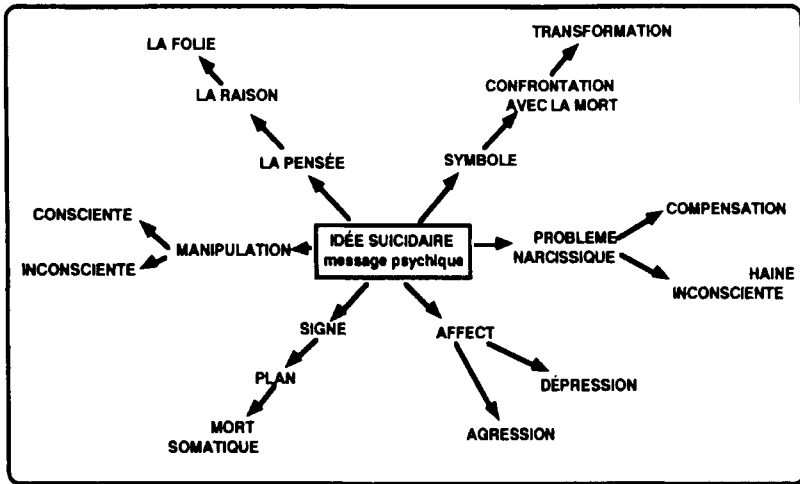 LA FOLIE
TRANSFORMATION
LA RAISON
CONFRONTATION
AVEC LA MORT
LA PENSÉE
SYMBOLE
CONSCIENTE
COMPENSATION
MANIPULATION
IDÉE SUICIDAIRE
message psychique
PROBLEME
NARCISSIQUE
INCONSCIENTE
HAINE
INCONSCIENTE
SIGNE
AFFECT
PLAN
DÉPRESSION
MORT
SOMATIQUE
AGRESSION